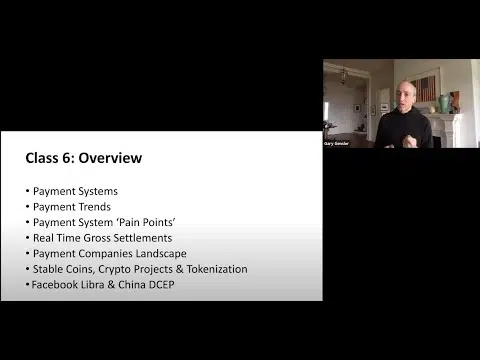 Class 6: Overview
• Payment Systems
• Payment Trends
• Payment System ‘Pain Points’
• Real Time Gross Settlements
• Payment Companies Landscape
• Stable Coins, Crypto Projects & Tokenization
• Facebook Libra & China DCEP
Gary Gensler